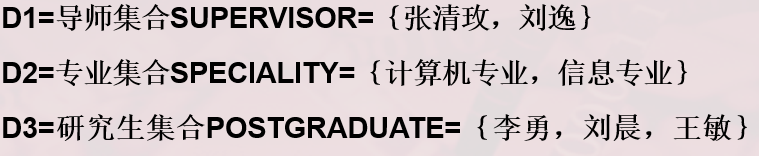 D1=导师集合SUPERVISOR=｛张清玫，刘逸｝
D2=专业集合SPECIALITY=｛计算机专业，信息专业｝
D3=研究生集合POSTGRADUATE=｛李勇，刘晨，王敏｝